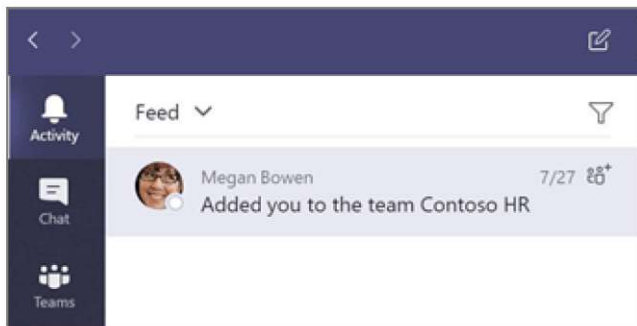 Activity
Chat
Teams
Feed
Megan Bowen 7/27
Added you to the team Contoso HR